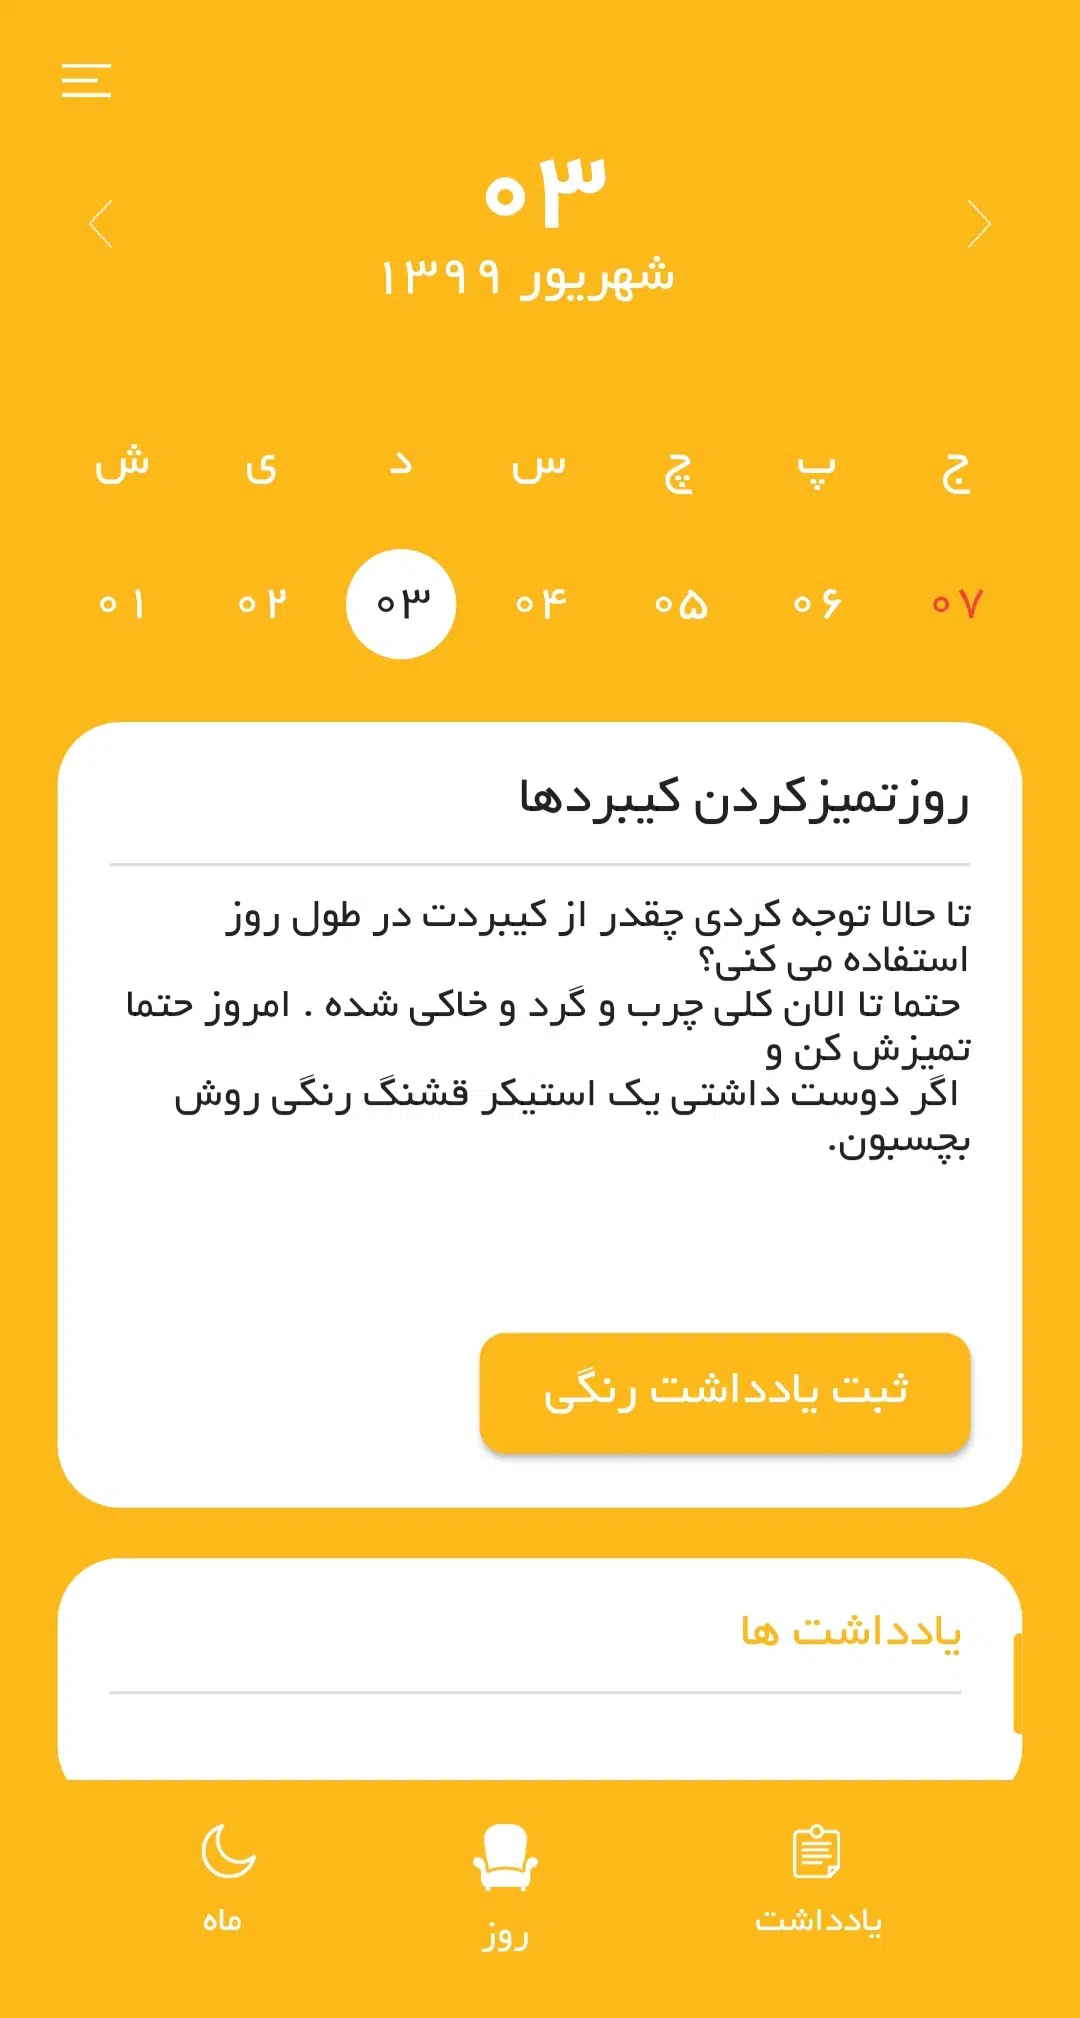 ۰۳
شهریور ۱۳۹۹
ش ی د س چ پ ج
۰۱ ۰۲ ۰۳ ۰۴ ۰۵ ۰۶ ۰۷
روزتمیزکردن کیبردها
تا حالا توجه کردی چقدر از کیبردت در طول روز
استفاده می کنی؟
حتما تا الان کلی چرب و گرد و خاکی شده . امروز حتما
تمیزش کن و
اگر دوست داشتی یک استیکر قشنگ رنگی روش
بچسبون.
ثبت یادداشت رنگی
یادداشت ها
یادداشت روز ماه